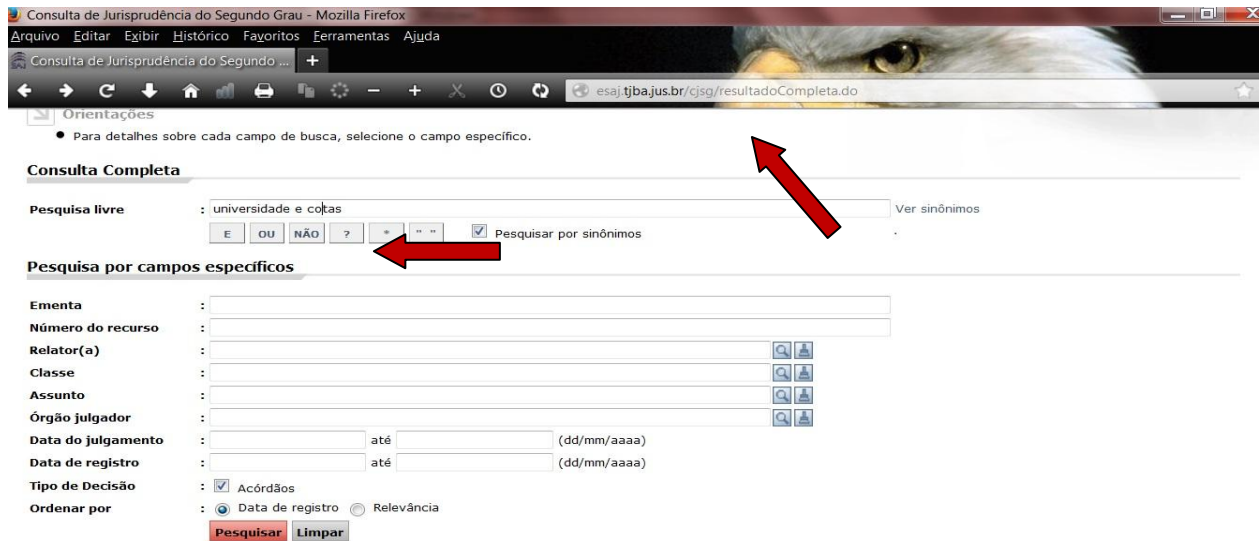 Consulta de Jurisprudência do Segundo Grau - Mozilla Firefox
Arquivo Editar Exibir Histórico Favoritos Ferramentas Ajuda
Consulta de Jurisprudência do Segundo ...
esaj.tjba.jus.br/cjsg/resultadoCompleta.do
Orientações
• Para detalhes sobre cada campo de busca, selecione o campo específico.
Consulta Completa
Pesquisa livre : universidade e cotas Ver sinônimos
E OU NÃO ? * " " Pesquisar por sinônimos .
Pesquisa por campos específicos
Ementa :
Número do recurso :
Relator(a) :
Classe :
Assunto :
Órgão julgador :
Data do julgamento : até (dd/mm/aaaa)
Data de registro : até (dd/mm/aaaa)
Tipo de Decisão : Acórdãos
Ordenar por : Data de registro Relevância
Pesquisar Limpar